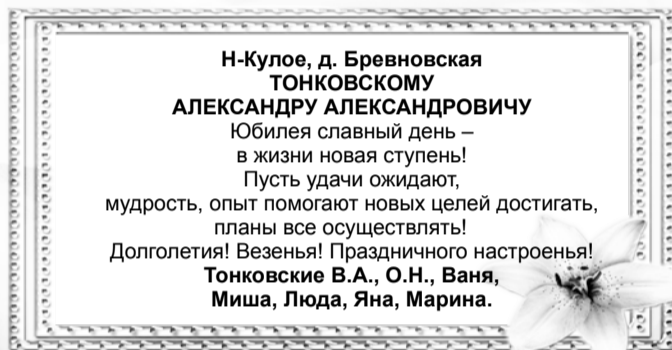 Н-Кулое, д. Бревновская
ТОНКОВСКОМУ
АЛЕКСАНДРУ АЛЕКСАНДРОВИЧУ
Юбилея славный день –
в жизни новая ступень!
Пусть удачи ожидают,
мудрость, опыт помогают новых целей достигать,
планы все осуществлять!
Долголетия! Везенья! Праздничного настроенья!
Тонковские В.А., О.Н., Ваня,
Миша, Люда, Яна, Марина.